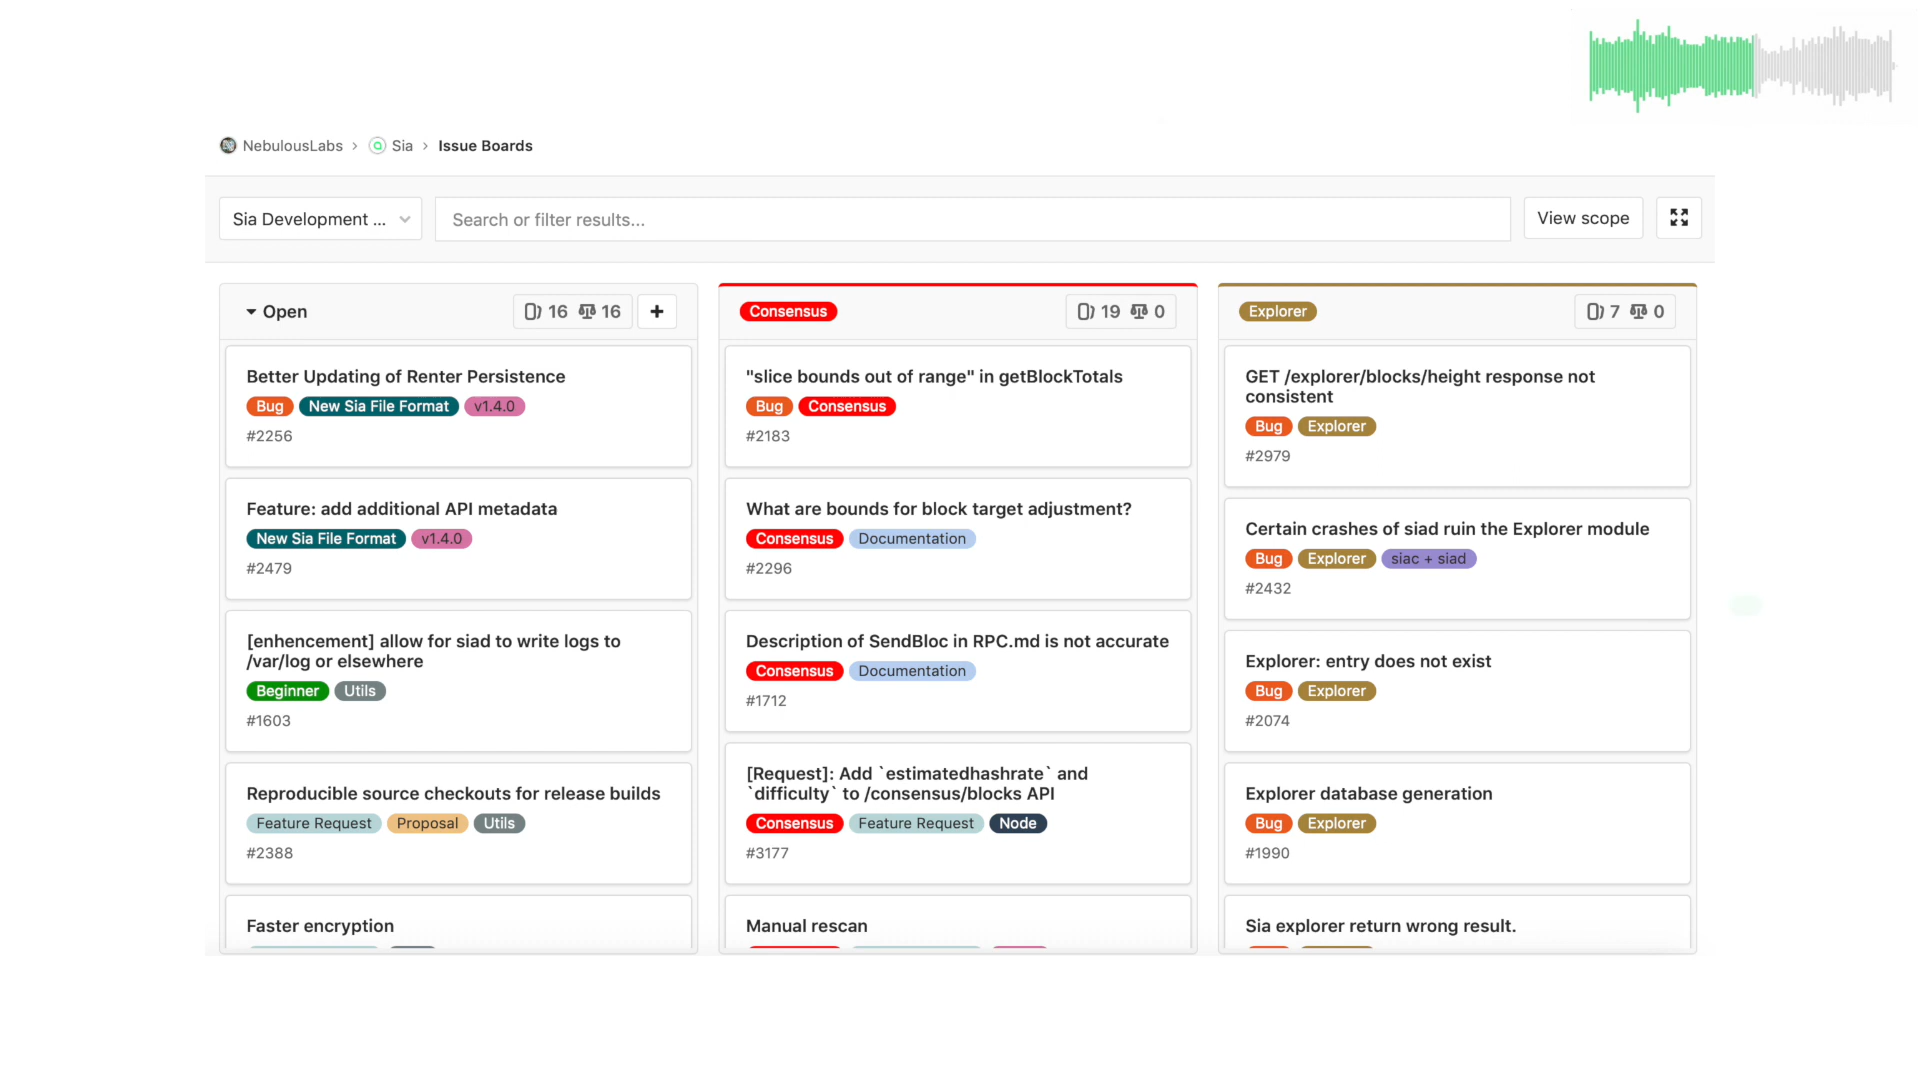 NebulousLabs > Sia > Issue Boards
Sia Development ...
Search or filter results...
View scope
Open
16 16
+
Better Updating of Renter Persistence
Bug New Sia File Format v1.4.0
#2256
Feature: add additional API metadata
New Sia File Format v1.4.0
#2479
[enhencement] allow for siad to write logs to
/var/log or elsewhere
Beginner Utils
#1603
Reproducible source checkouts for release builds
Feature Request Proposal Utils
#2388
Faster encryption
Consensus
19 0
"slice bounds out of range" in getBlockTotals
Bug Consensus
#2183
What are bounds for block target adjustment?
Consensus Documentation
#2296
Description of SendBloc in RPC.md is not accurate
Consensus Documentation
#1712
[Request]: Add `estimatedhashrate` and
`difficulty` to /consensus/blocks API
Consensus Feature Request Node
#3177
Manual rescan
Explorer
7 0
GET /explorer/blocks/height response not
consistent
Bug Explorer
#2979
Certain crashes of siad ruin the Explorer module
Bug Explorer siac + siad
#2432
Explorer: entry does not exist
Bug Explorer
#2074
Explorer database generation
Bug Explorer
#1990
Sia explorer return wrong result.